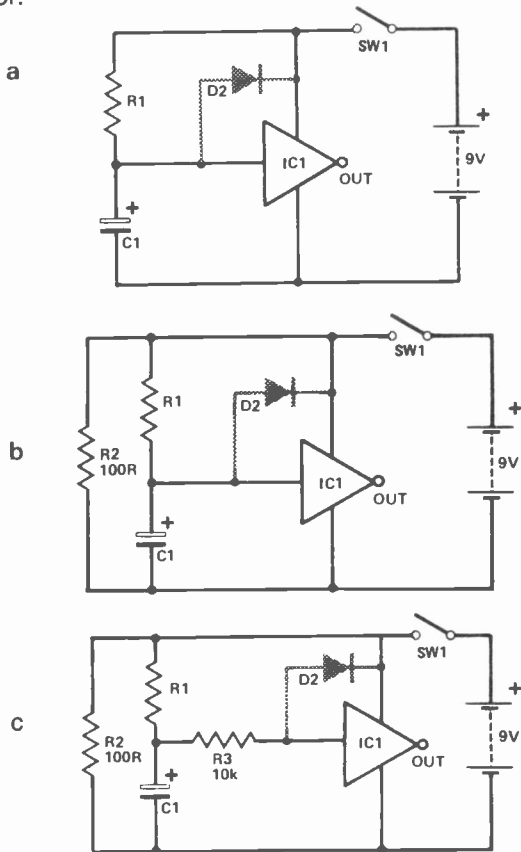 or.
a
SW1
R1
D2
+
IC1
OUT
9V
+
C1
b
SW1
R1
D2
+
R2
100R
IC1
OUT
9V
+
C1
c
SW1
R1
D2
+
R2
100R
R3
10k
IC1
OUT
9V
+
C1